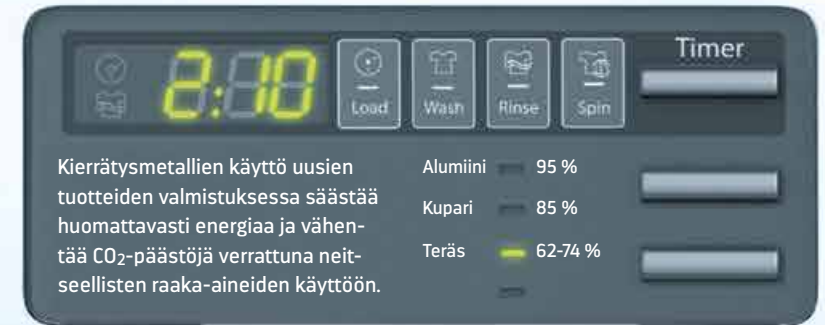 2:10
Load
Wash
Rinse
Spin
Timer
Kierrätysmetallien käyttö uusien
tuotteiden valmistuksessa säästää
huomattavasti energiaa ja vähen-
tää CO2-päästöjä verrattuna neit-
seellisten raaka-aineiden käyttöön.
Alumiini 95 %
Kupari 85 %
Teräs 62-74 %